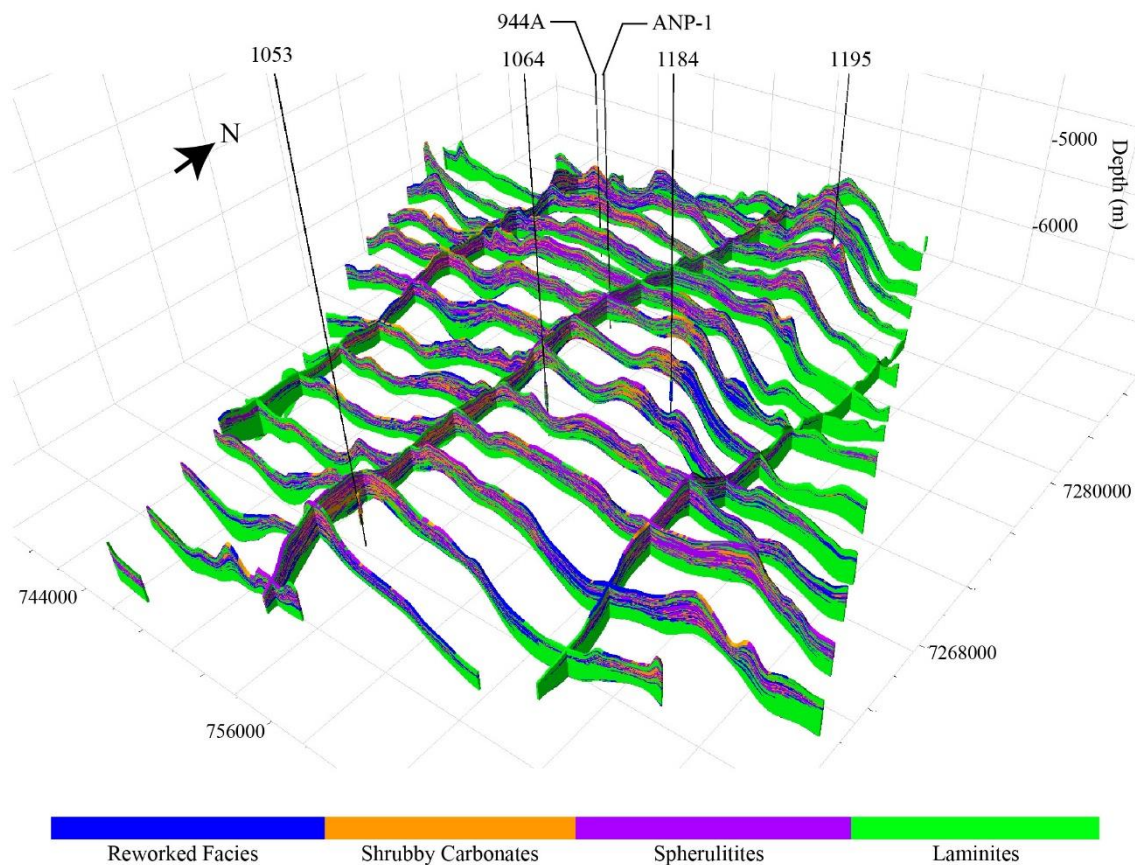 944A ANP-1
1053 1064 1184 1195
N
-5000
Depth (m)
-6000
7280000
744000
7268000
756000
Reworked Facies Shrubby Carbonates Spherulitites Laminites